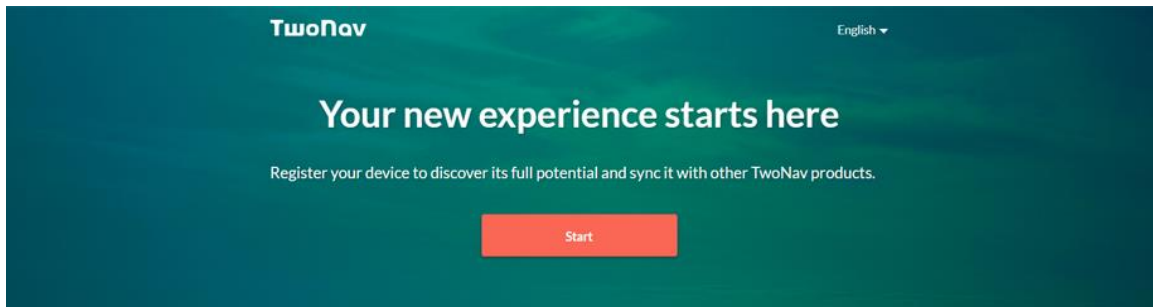 TwoNav
English
Your new experience starts here
Register your device to discover its full potential and sync it with other TwoNav products.
Start